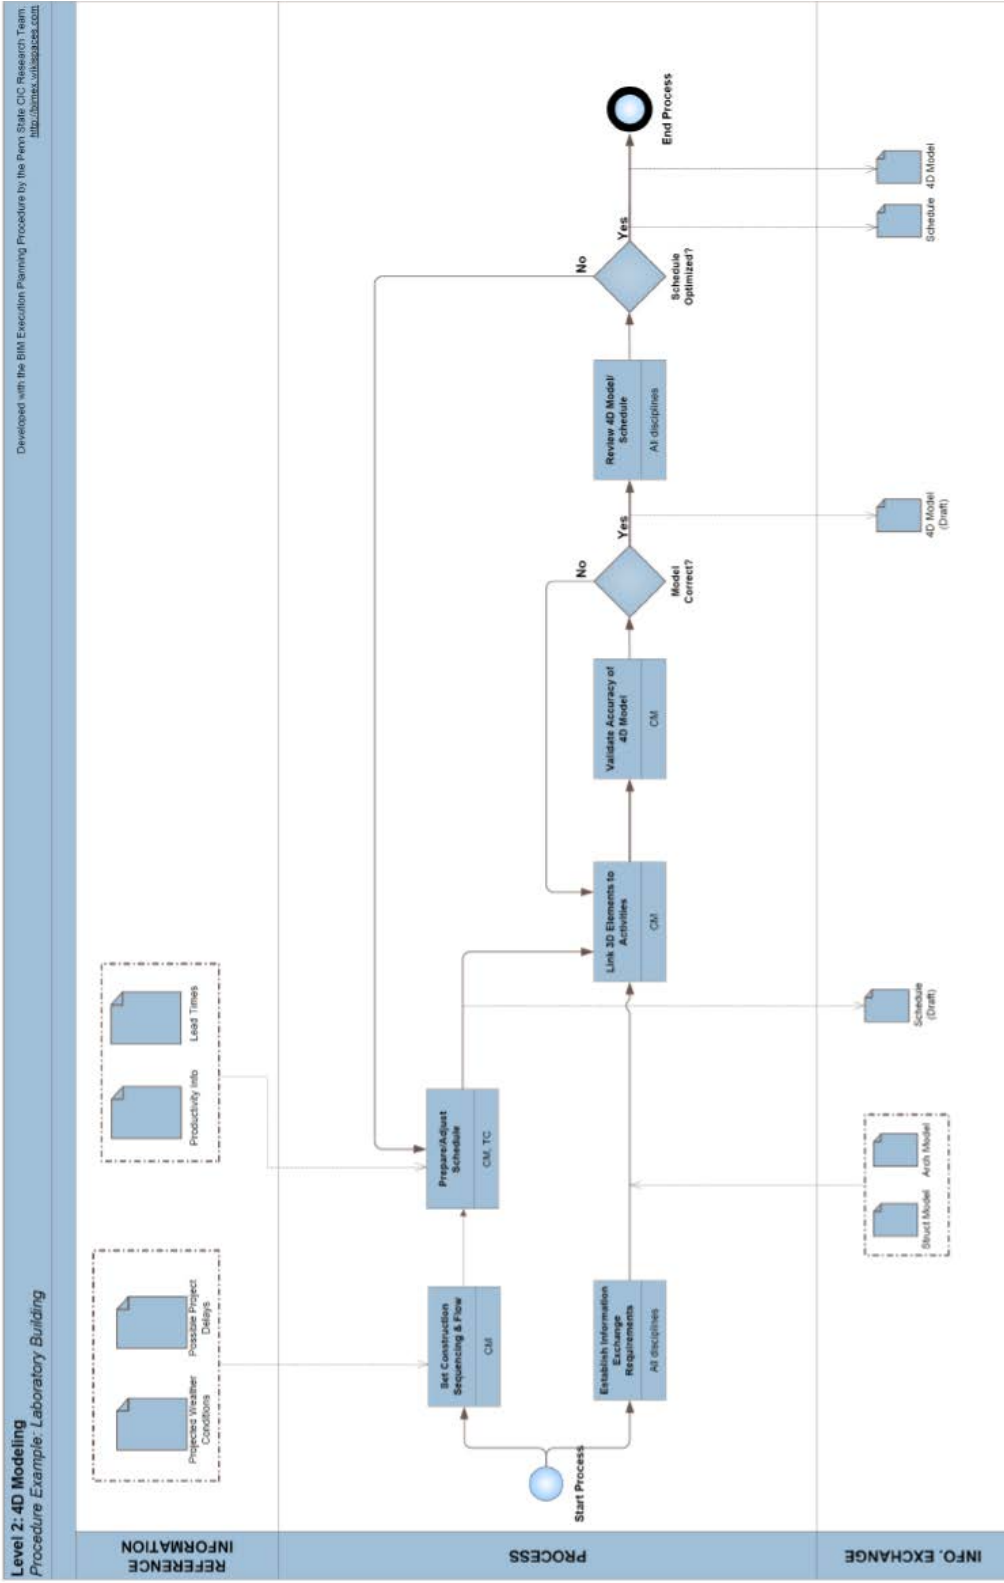 Level 2: 4D Modeling
Procedure Example: Laboratory Building
Developed with the BIM Execution Planning Procedure by the Penn State CIC Research Team.
http://bimex.wikispaces.com
REFERENCE
INFORMATION
Projected Weather
Conditions
Possible Project
Delays
Productivity Info
Lead Times
PROCESS
Start Process
Set Construction
Sequencing & Flow
CM
Prepare/Adjust
Schedule
CM, TC
Establish Information
Exchange
Requirements
All disciplines
Link 3D Elements to
Activities
CM
Validate Accuracy of
4D Model
CM
Model
Correct?
No
Yes
Review 4D Model/
Schedule
All disciplines
Schedule
Optimized?
No
Yes
End Process
INFO. EXCHANGE
Struct Model
Arch Model
Schedule
(Draft)
4D Model
(Draft)
Schedule
4D Model